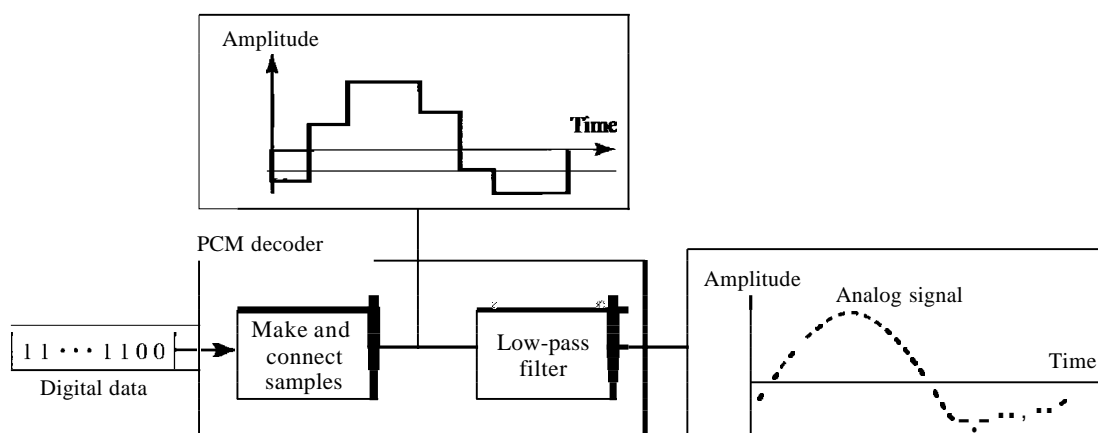 Amplitude
Time
PCM decoder
Make and
connect
samples
Low-pass
filter
11 ··· 1100
Digital data
Amplitude
Analog signal
Time